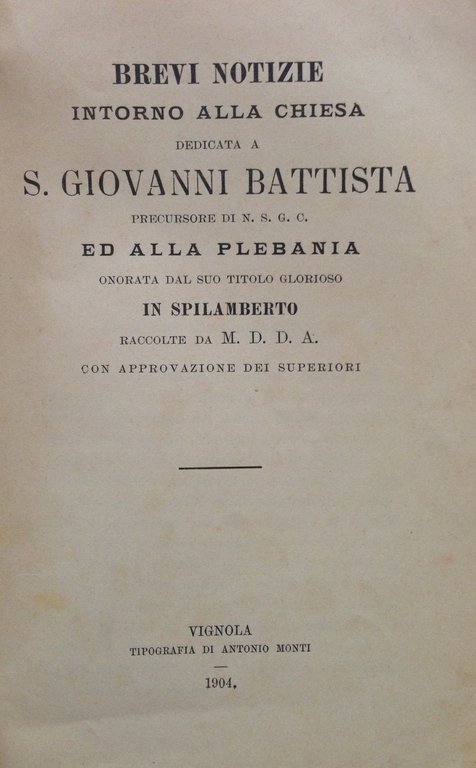 BREVI NOTIZIE
INTORNO ALLA CHIESA
DEDICATA A
S. GIOVANNI BATTISTA
PRECURSORE DI N. S. G. C.
ED ALLA PLEBANIA
ONORATA DAL SUO TITOLO GLORIOSO
IN SPILAMBERTO
RACCOLTE DA M. D. D. A.
CON APPROVAZIONE DEI SUPERIORI
VIGNOLA
TIPOGRAFIA DI ANTONIO MONTI
1904.